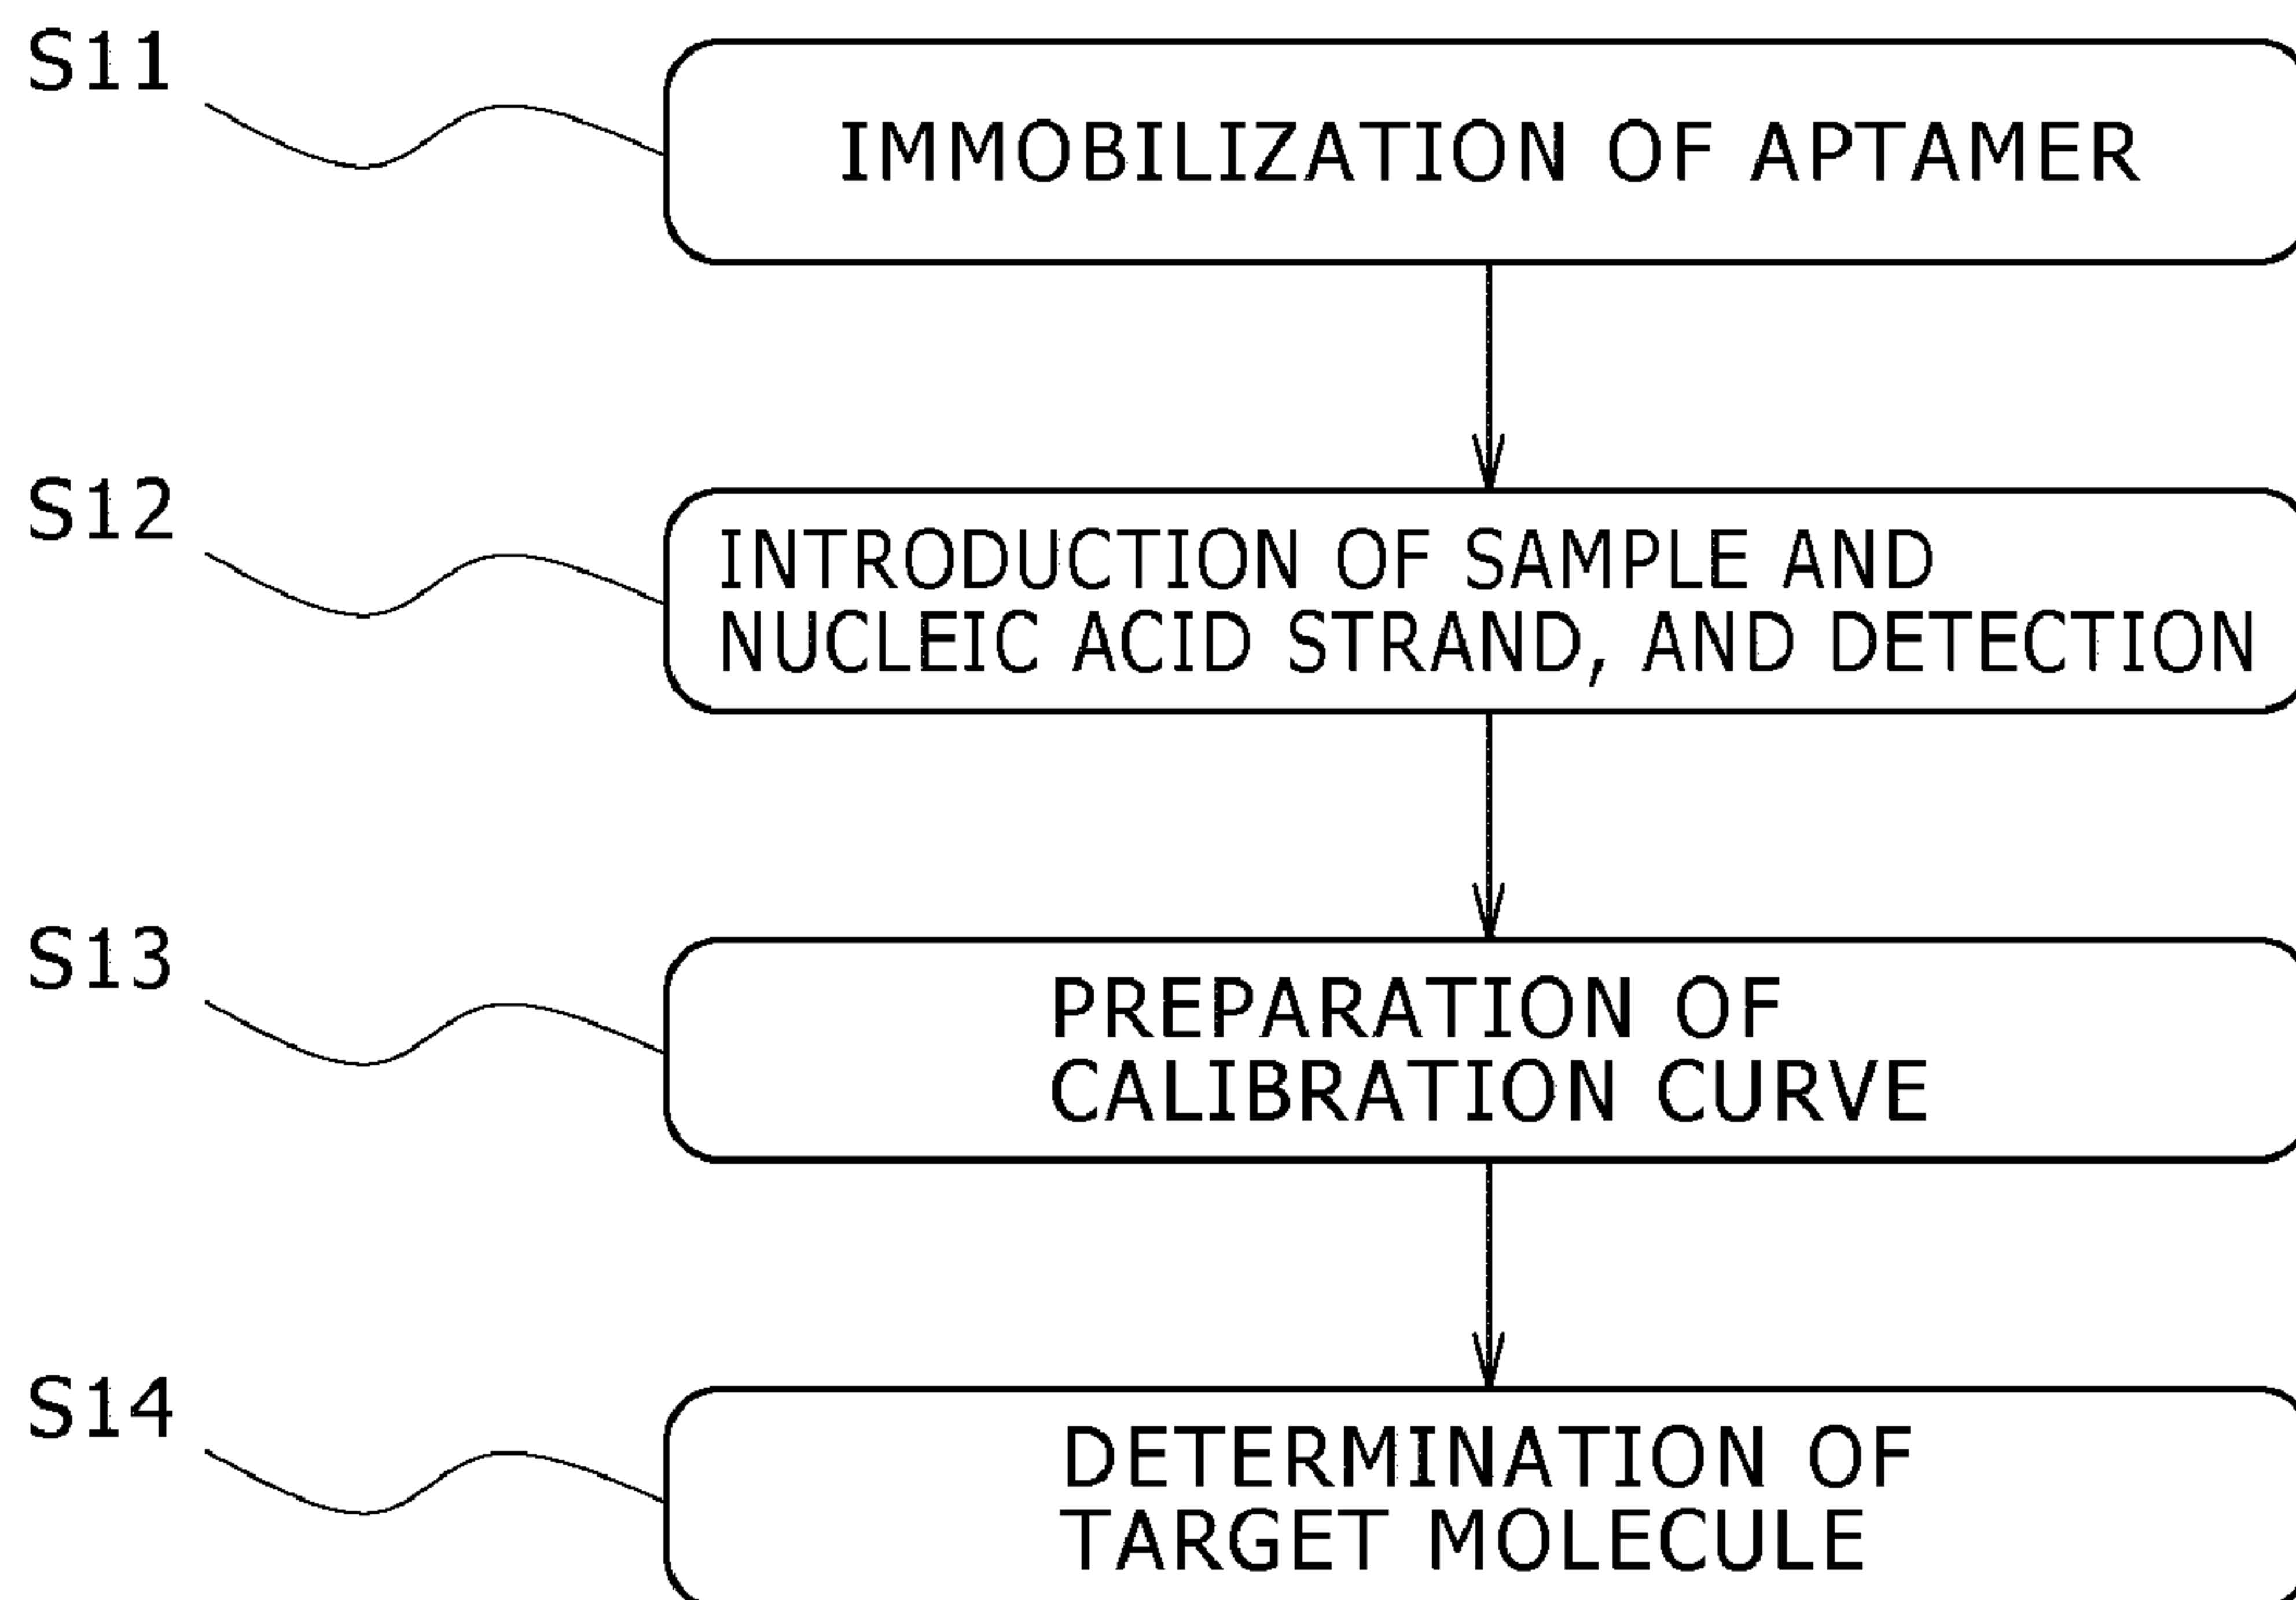 S11
IMMOBILIZATION OF APTAMER
S12
INTRODUCTION OF SAMPLE AND
NUCLEIC ACID STRAND, AND DETECTION
S13
PREPARATION OF
CALIBRATION CURVE
S14
DETERMINATION OF
TARGET MOLECULE